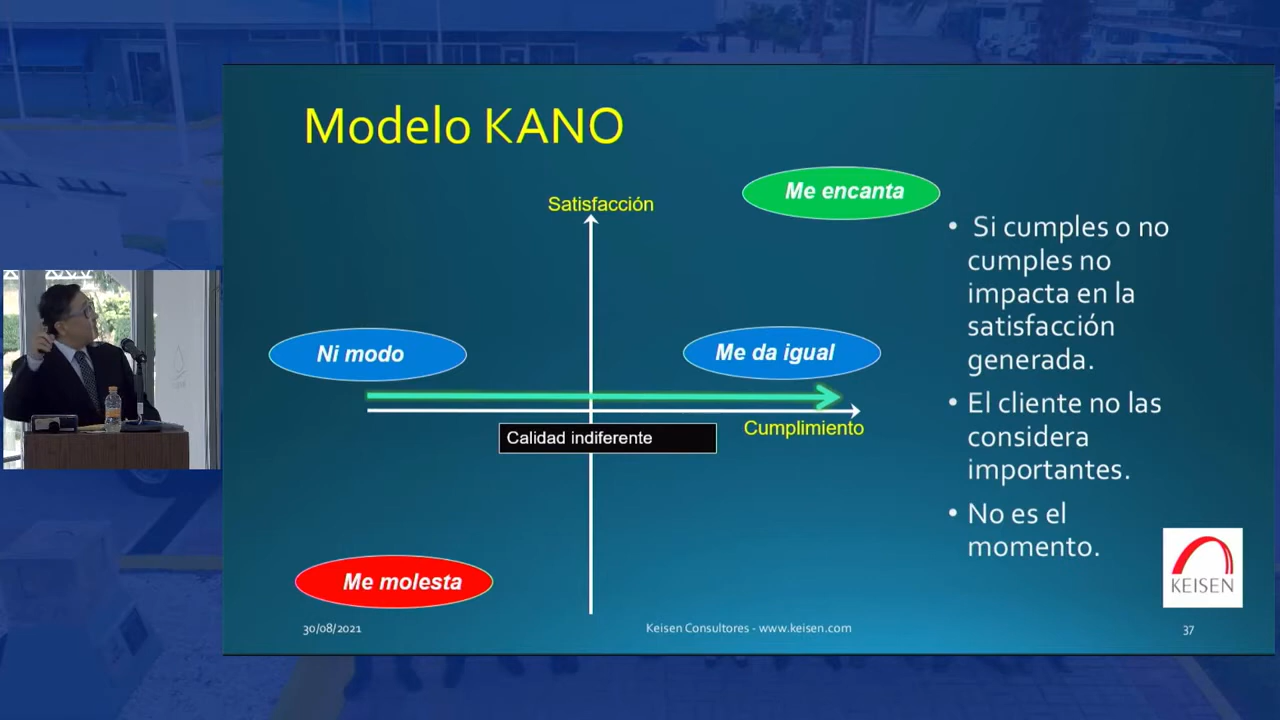 Modelo KANO
Satisfacción
Me encanta
Ni modo
Me da igual
Cumplimiento
Calidad indiferente
Me molesta
• Si cumples o no
cumples no
impacta en la
satisfacción
generada.
• El cliente no las
considera
importantes.
• No es el
momento.
KEISEN
30/08/2021
Keisen Consultores - www.keisen.com
37